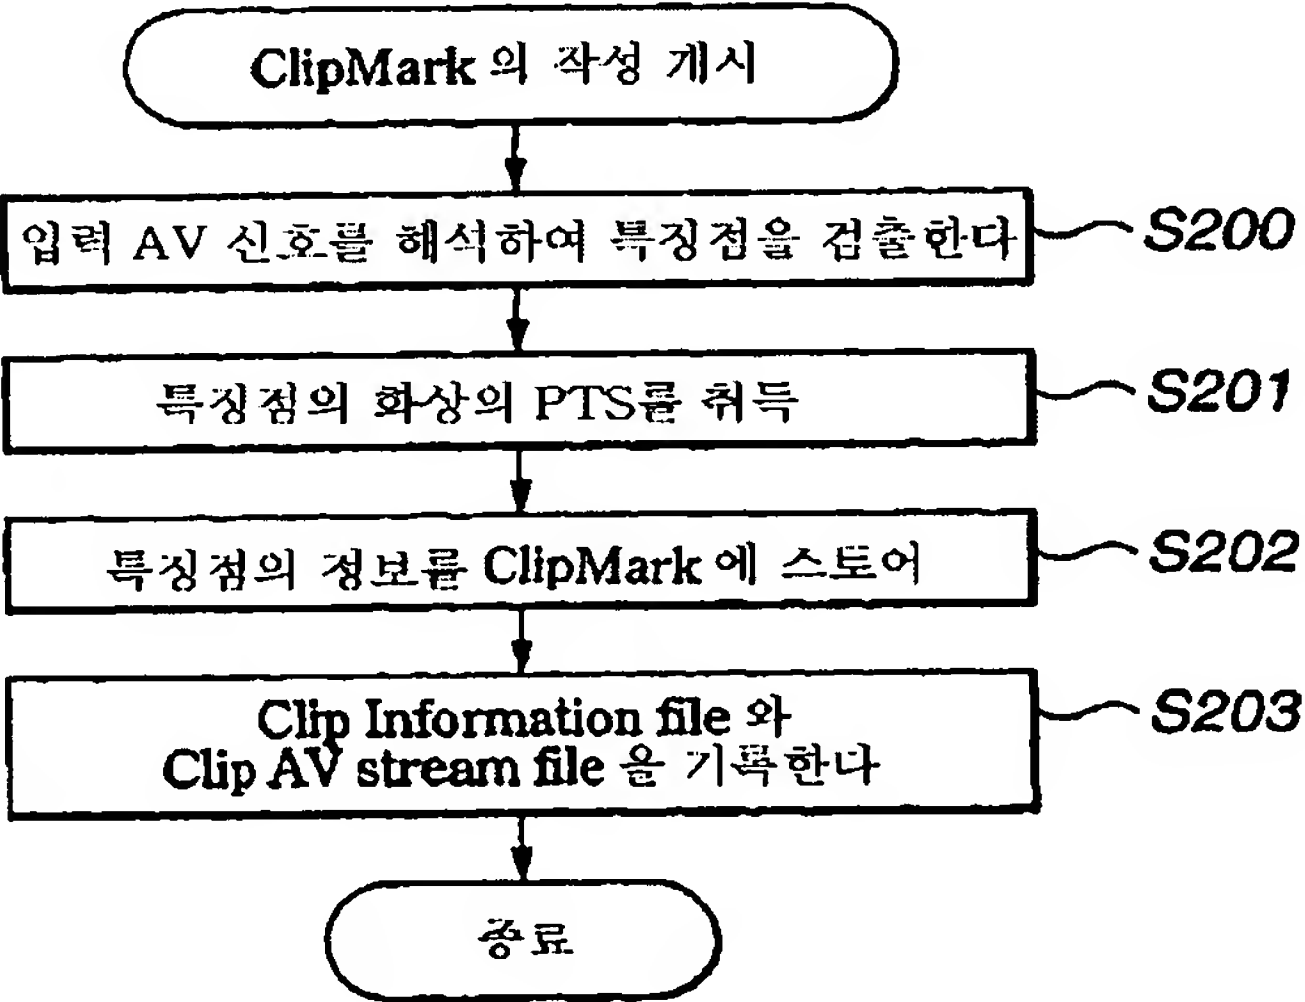 ClipMark 의 작성 개시
입력 AV 신호를 해석하여 특징점을 검출한다
S200
특징점의 화상의 PTS를 취득
S201
특징점의 정보를 ClipMark 에 스토어
S202
Clip Information file 와
Clip AV stream file 을 기록한다
S203
종료